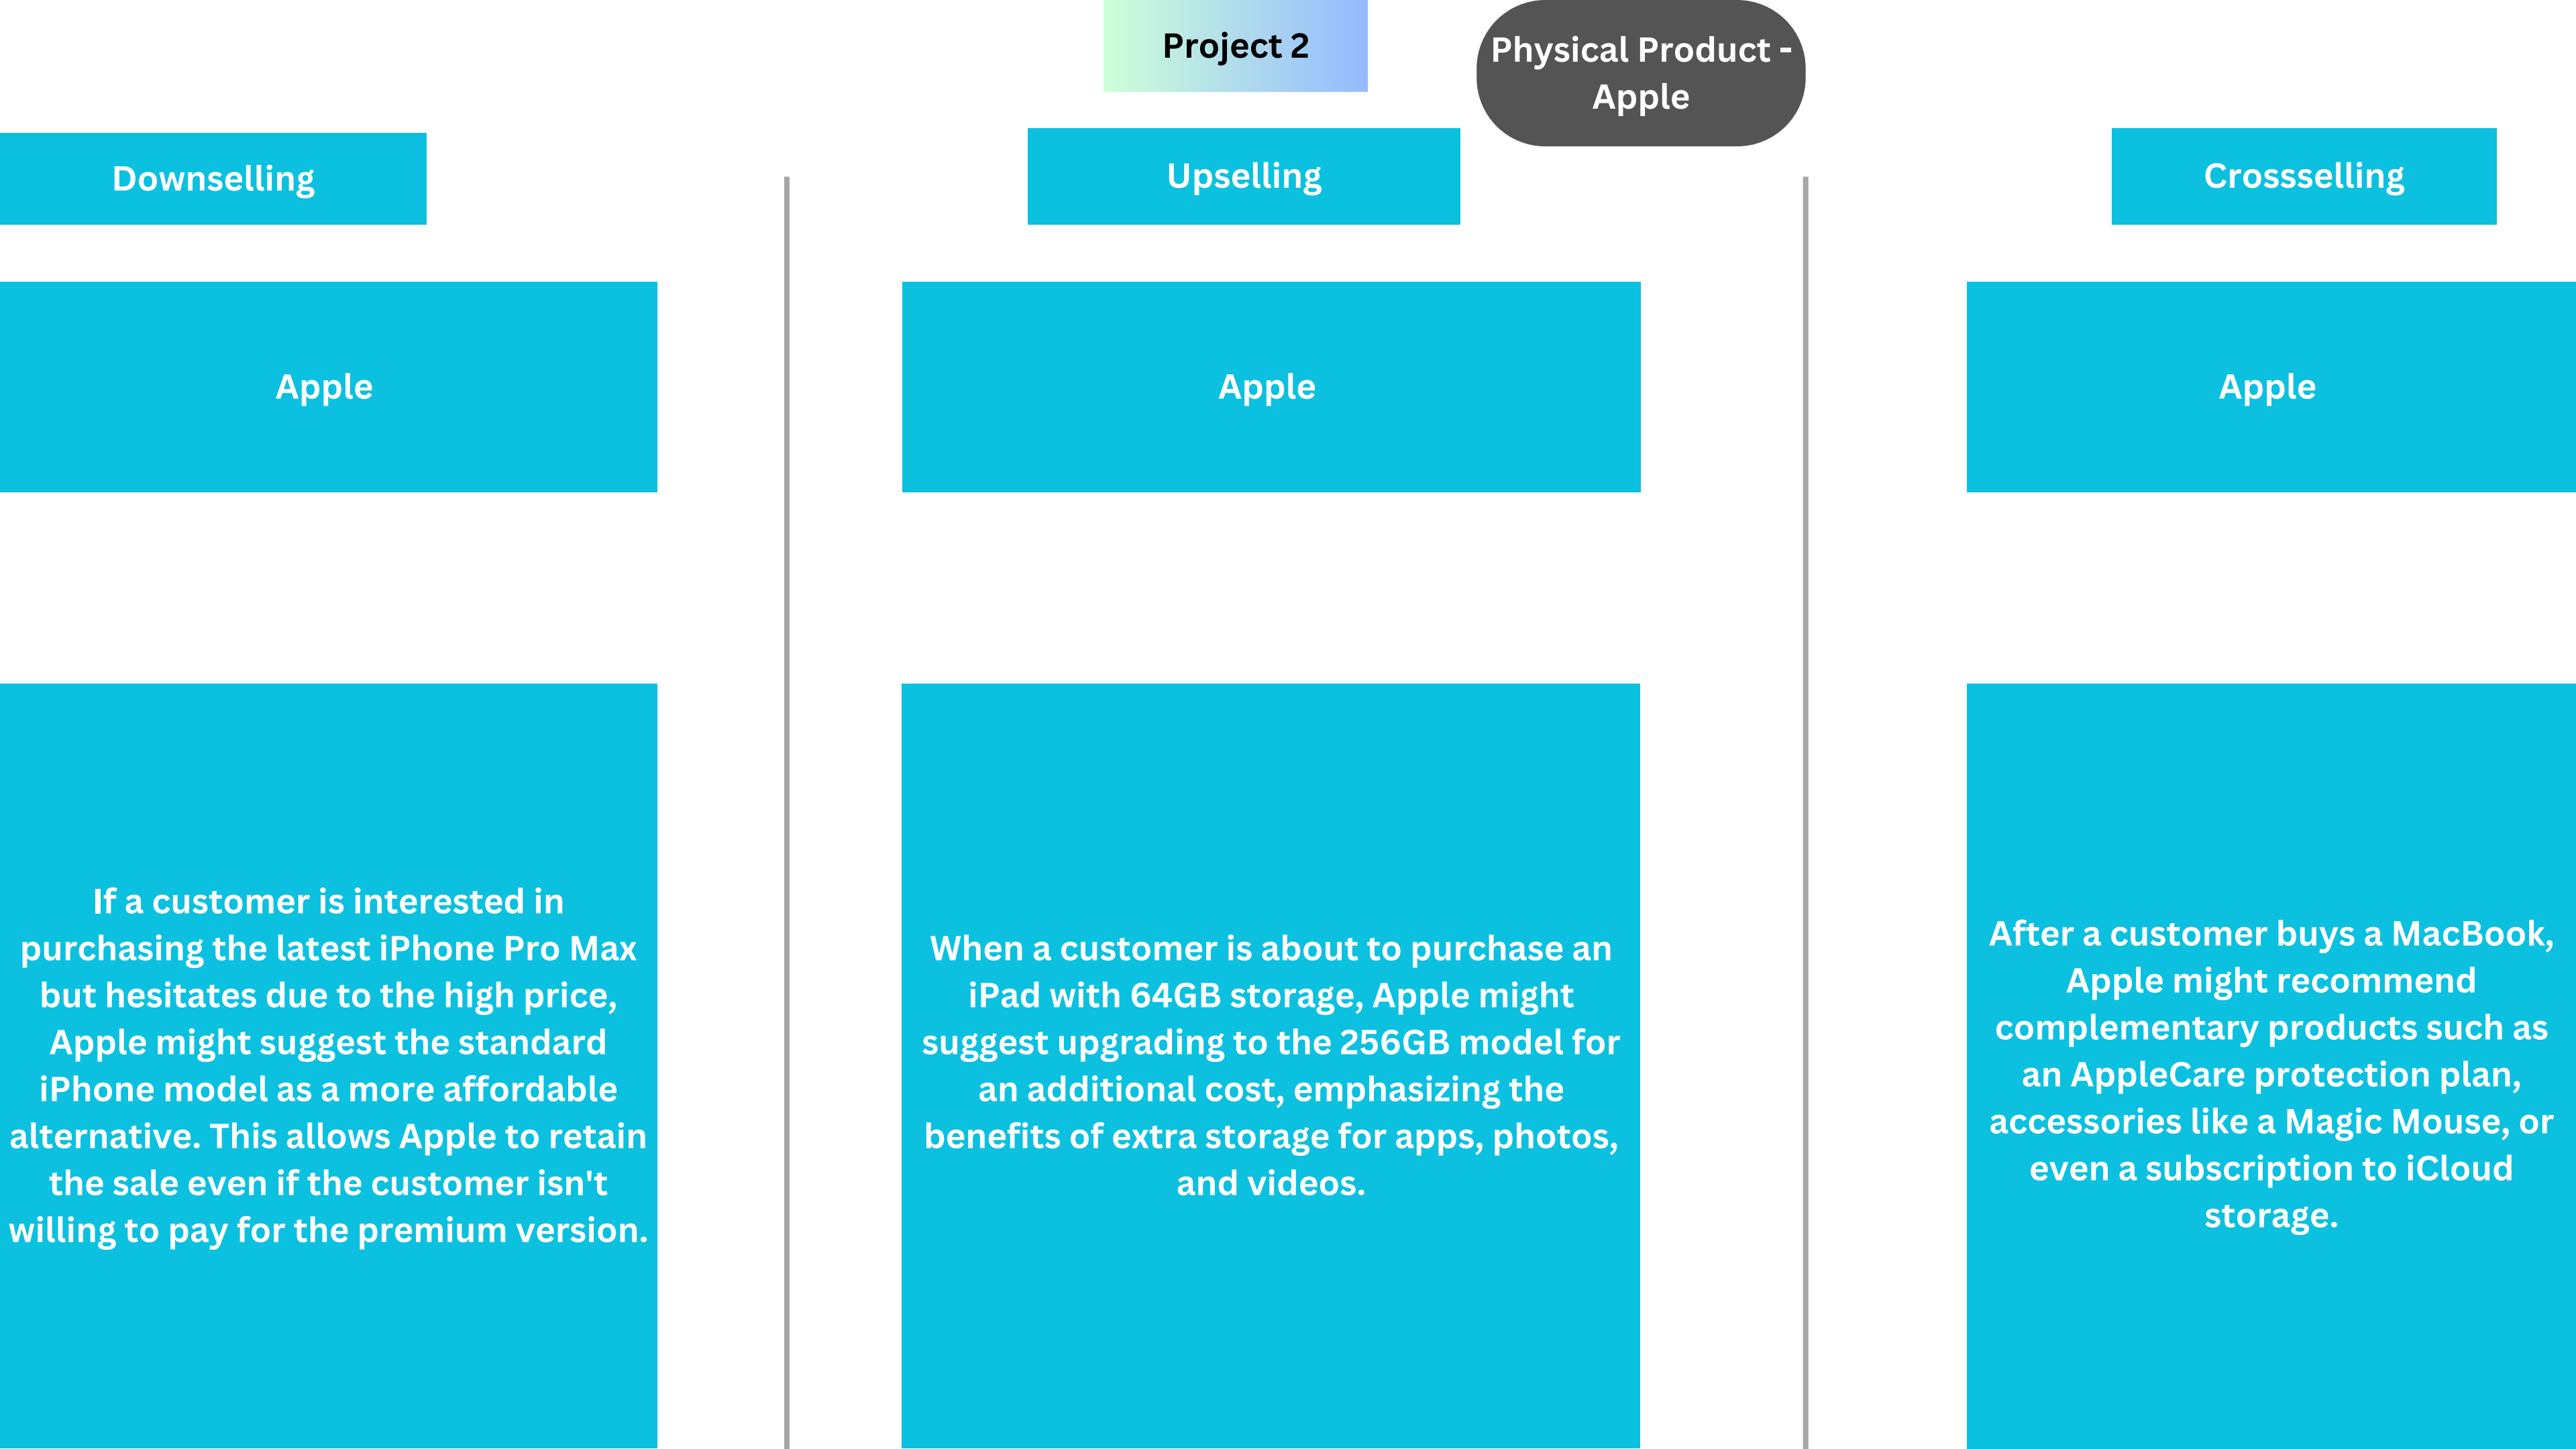 Project 2
Physical Product -
Apple
Downselling
Upselling
Crossselling
Apple
Apple
Apple
If a customer is interested in
purchasing the latest iPhone Pro Max
but hesitates due to the high price,
Apple might suggest the standard
iPhone model as a more affordable
alternative. This allows Apple to retain
the sale even if the customer isn't
willing to pay for the premium version.
When a customer is about to purchase an
iPad with 64GB storage, Apple might
suggest upgrading to the 256GB model for
an additional cost, emphasizing the
benefits of extra storage for apps, photos,
and videos.
After a customer buys a MacBook,
Apple might recommend
complementary products such as
an AppleCare protection plan,
accessories like a Magic Mouse, or
even a subscription to iCloud
storage.